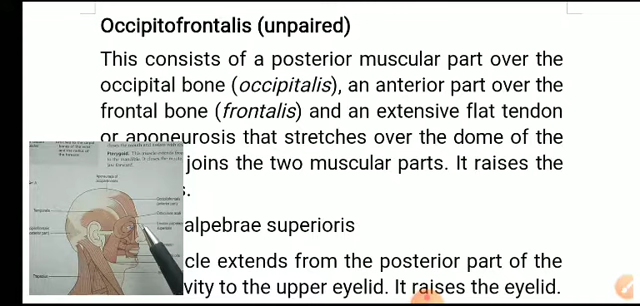 Occipitofrontalis (unpaired)
This consists of a posterior muscular part over the
occipital bone (occipitalis), an anterior part over the
frontal bone (frontalis) and an extensive flat tendon
or aponeurosis that stretches over the dome of the
joins the two muscular parts. It raises the
alpebrae superioris
cle extends from the posterior part of the
vity to the upper eyelid. It raises the eyelid.
Temporalis
Trapezius